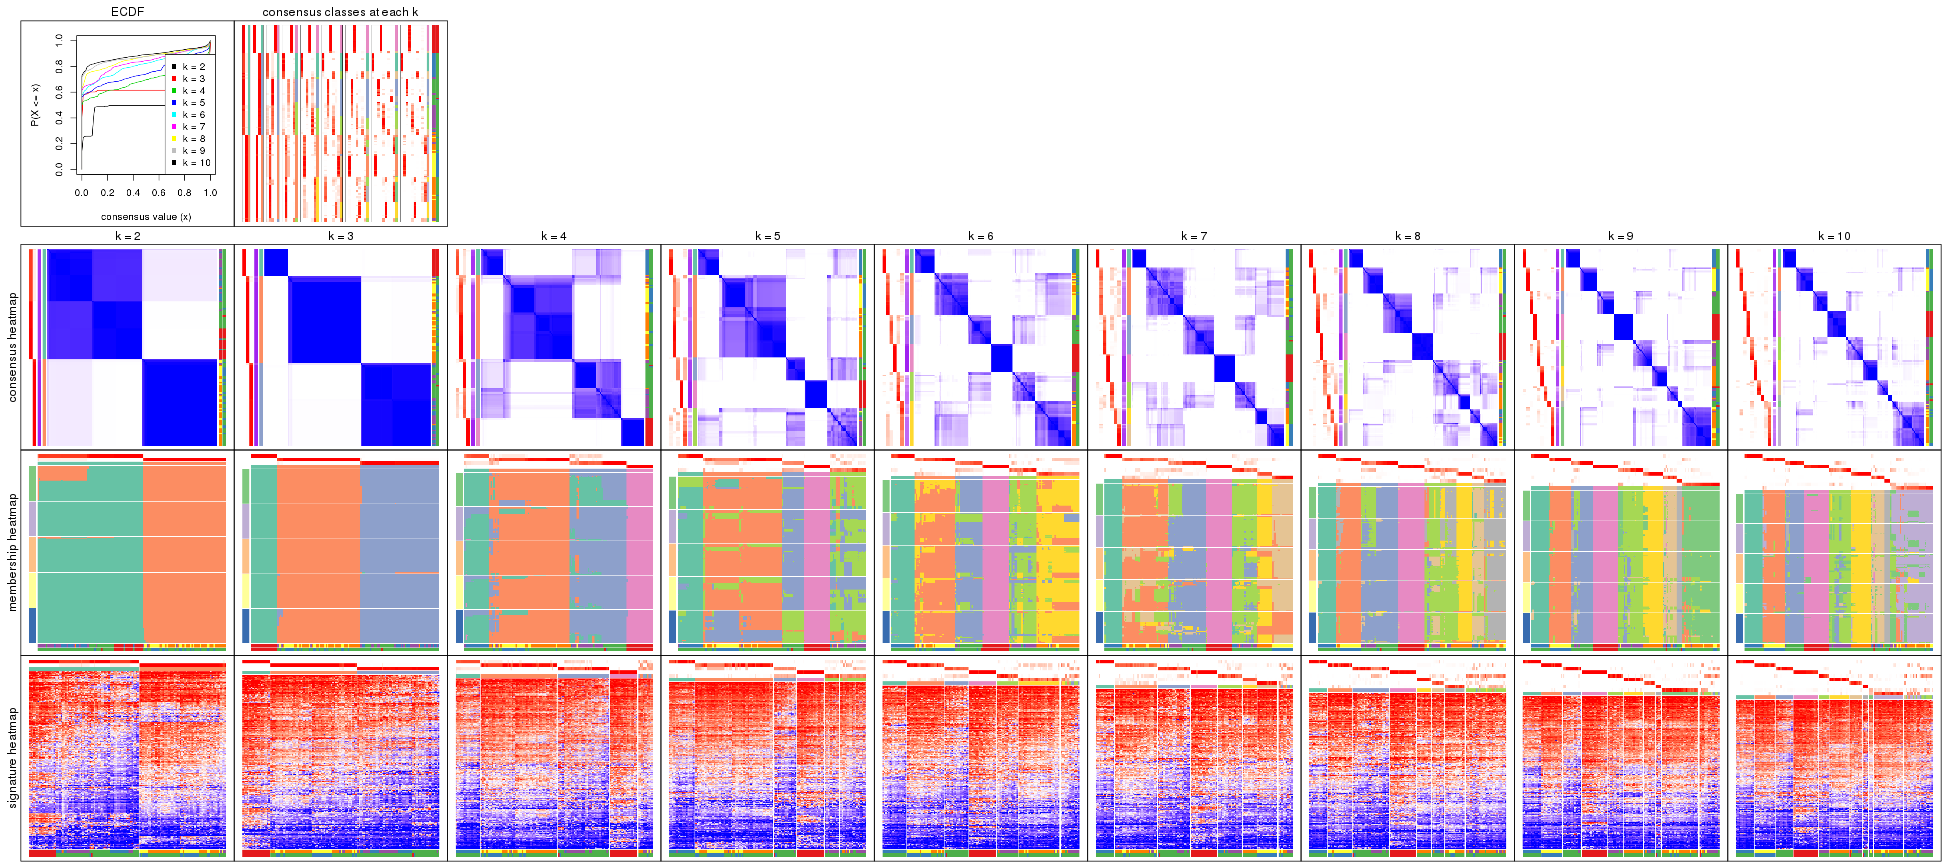 ECDF
consensus classes at each k
P(X <= x)
0.0
0.2
0.4
0.6
0.8
1.0
k = 2
k = 3
k = 4
k = 5
k = 6
k = 7
k = 8
k = 9
k = 10
0.0 0.2 0.4 0.6 0.8 1.0
consensus value (x)
k = 2 k = 3 k = 4 k = 5 k = 6 k = 7 k = 8 k = 9 k = 10
consensus heatmap
membership heatmap
signature heatmap